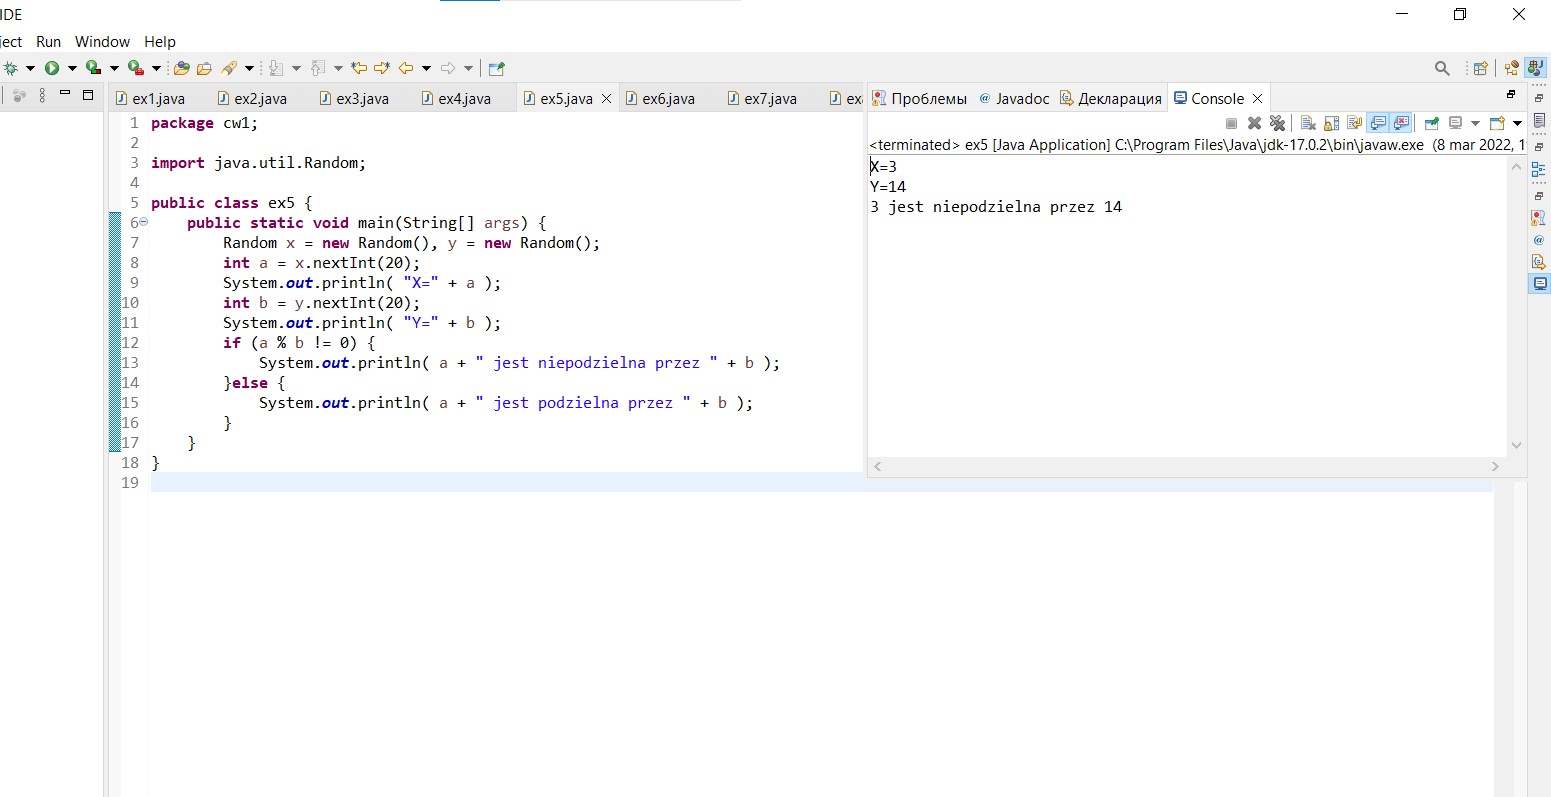 IDE
ject Run Window Help
ex1.java ex2.java ex3.java ex4.java ex5.java ex6.java ex7.java ex
Проблемы Javadoc Декларация Console
<terminated> ex5 [Java Application] C:\Program Files\Java\jdk-17.0.2\bin\javaw.exe (8 mar 2022, 1
1 package cw1;
2
3 import java.util.Random;
4
5 public class ex5 {
6 public static void main(String[] args) {
7 Random x = new Random(), y = new Random();
8 int a = x.nextInt(20);
9 System.out.println( "X=" + a );
10 int b = y.nextInt(20);
11 System.out.println( "Y=" + b );
12 if (a % b != 0) {
13 System.out.println( a + " jest niepodzielna przez " + b );
14 }else {
15 System.out.println( a + " jest podzielna przez " + b );
16 }
17 }
18 }
19
X=3
Y=14
3 jest niepodzielna przez 14